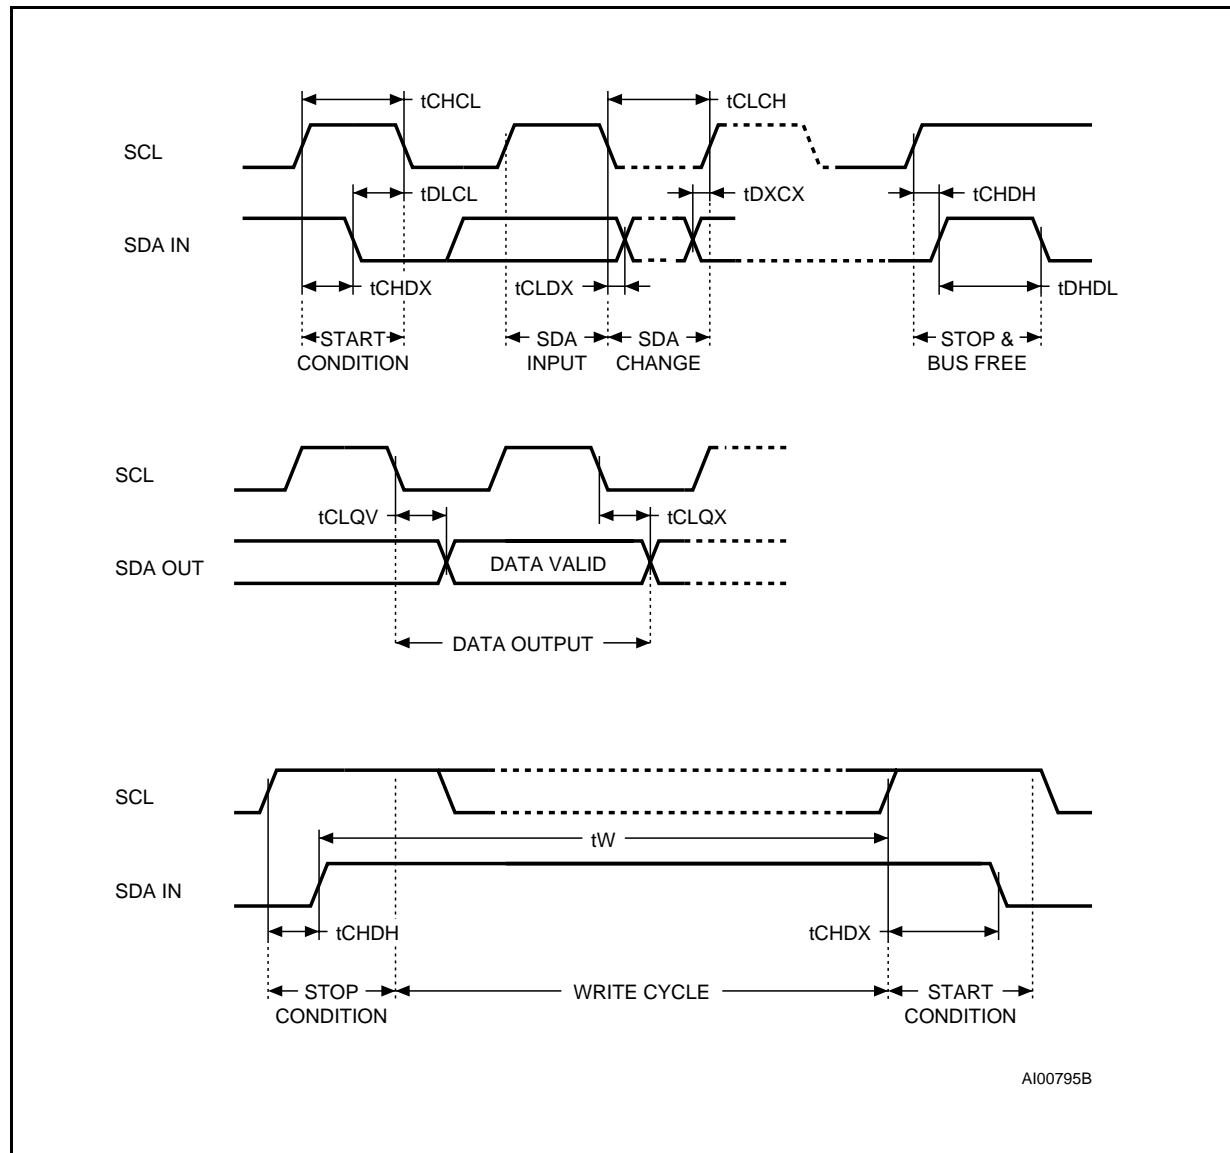 tCHCL
tCLCH
SCL
tDLCL
tDXCX
tCHDH
SDA IN
tCHDX
tCLDX
tDHDL
START
CONDITION
SDA
INPUT
SDA
CHANGE
STOP &
BUS FREE
SCL
tCLQV
tCLQX
SDA OUT
DATA VALID
DATA OUTPUT
SCL
tW
SDA IN
tCHDH
tCHDX
STOP
CONDITION
WRITE CYCLE
START
CONDITION
AI00795B